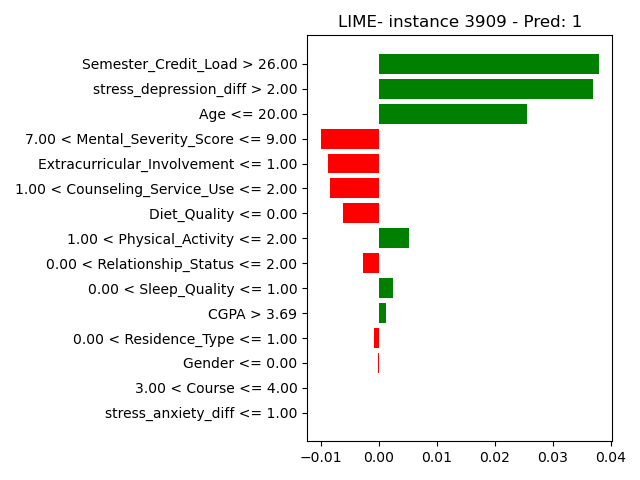 LIME- instance 3909 - Pred: 1
Semester_Credit_Load > 26.00
stress_depression_diff > 2.00
Age <= 20.00
7.00 < Mental_Severity_Score <= 9.00
Extracurricular_Involvement <= 1.00
1.00 < Counseling_Service_Use <= 2.00
Diet_Quality <= 0.00
1.00 < Physical_Activity <= 2.00
0.00 < Relationship_Status <= 2.00
0.00 < Sleep_Quality <= 1.00
CGPA > 3.69
0.00 < Residence_Type <= 1.00
Gender <= 0.00
3.00 < Course <= 4.00
stress_anxiety_diff <= 1.00
−0.01 0.00 0.01 0.02 0.03 0.04